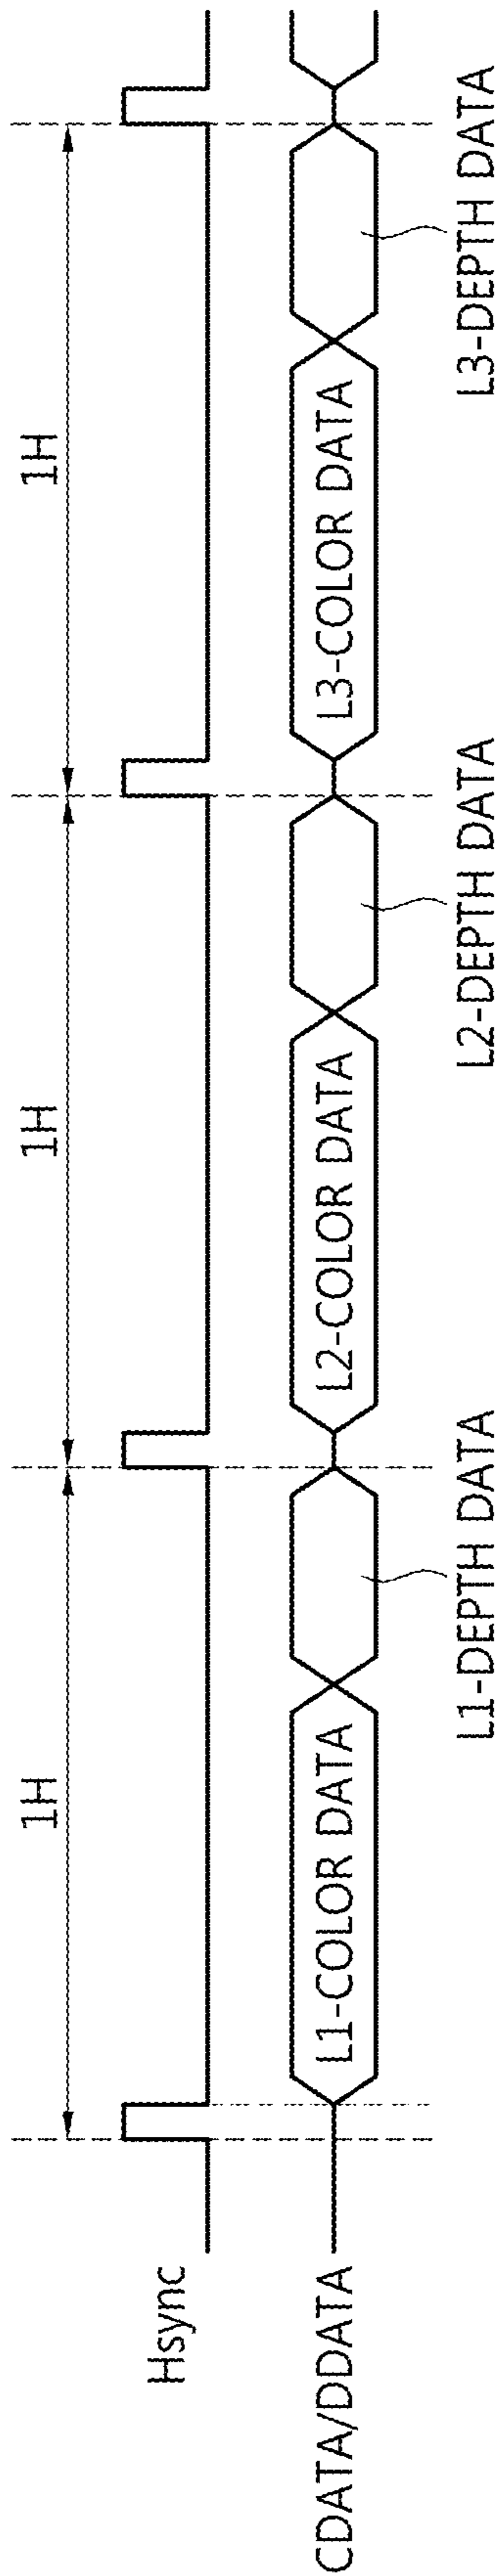 1H
1H
1H
Hsync
CDATA/DDATA
L1-COLOR DATA
L2-COLOR DATA
L3-COLOR DATA
L1-DEPTH DATA
L2-DEPTH DATA
L3-DEPTH DATA